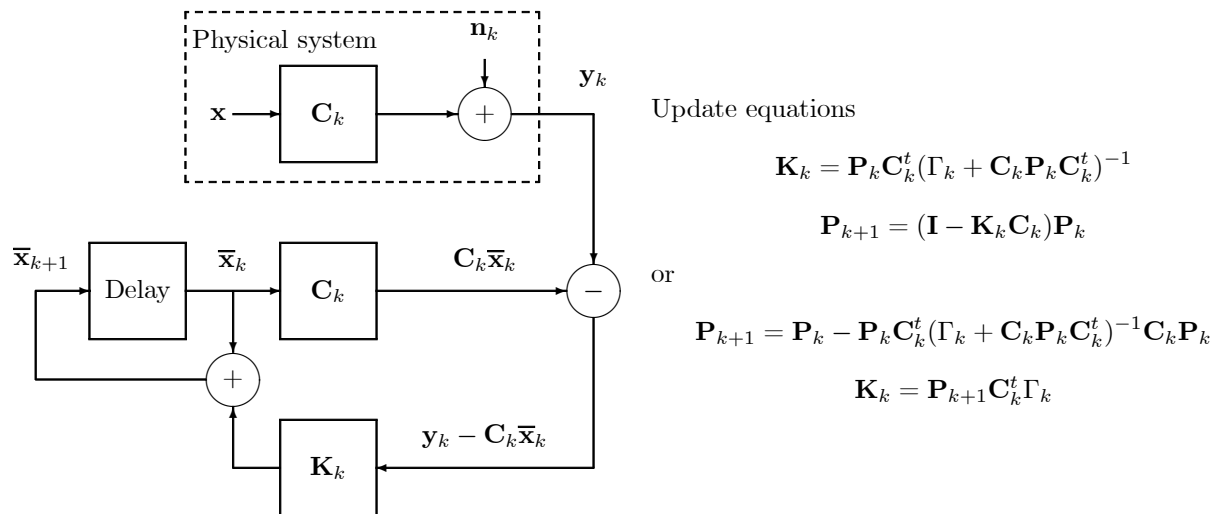 Physical system
n_k
y_k
x
C_k
+
Update equations
K_k = P_k C_k^t (Γ_k + C_k P_k C_k^t)^{-1}
P_{k+1} = (I − K_k C_k) P_k
x̅_{k+1}
Delay
x̅_k
C_k
C_k x̅_k
−
or
P_{k+1} = P_k − P_k C_k^t (Γ_k + C_k P_k C_k^t)^{-1} C_k P_k
+
K_k = P_{k+1} C_k^t Γ_k
K_k
y_k − C_k x̅_k